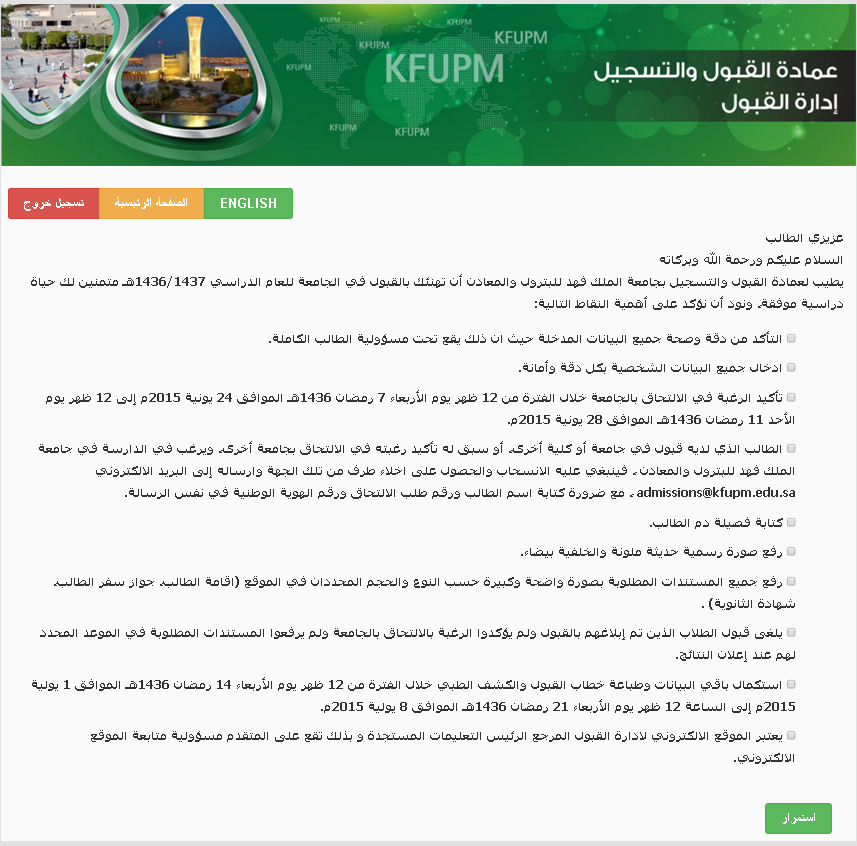 KFUPM
KFUPM
KFUPM
KFUPM
KFUPM
KFUPM
KFUPM
KFUPM
عمادة القبول والتسجيل
إدارة القبول
ENGLISH
الصفحة الرئيسية
تسجيل خروج
عزيزي الطالب
السلام عليكم ورحمة الله وبركاته
يطيب لعمادة القبول والتسجيل بجامعة الملك فهد للبترول والمعادن أن تهنئك بالقبول في الجامعة للعام الدراسي 1436/1437هـ متمنين لك حياة
دراسية موفقة. ونود أن نؤكد على أهمية النقاط التالية:
التأكد من دقة وصحة جميع البيانات المدخلة حيث ان ذلك يقع تحت مسؤولية الطالب الكاملة.
ادخال جميع البيانات الشخصية بكل دقة وأمانة.
تأكيد الرغبة في الالتحاق بالجامعة خلال الفترة من 12 ظهر يوم الأربعاء 7 رمضان 1436هـ الموافق 24 يونية 2015م إلى 12 ظهر يوم
الأحد 11 رمضان 1436هـ الموافق 28 يونية 2015م.
الطالب الذي لديه قبول في جامعة أو كلية أخرى، أو سبق له تأكيد رغبته في الالتحاق بجامعة أخرى، ويرغب في الدارسة في جامعة
الملك فهد للبترول والمعادن ، فينبغي عليه الانسحاب والحصول على اخلاء طرف من تلك الجهة وارساله إلى البريد الالكتروني
admissions@kfupm.edu.sa ، مع ضرورة كتابة اسم الطالب ورقم طلب الالتحاق ورقم الهوية الوطنية في نفس الرسالة.
كتابة فصيلة دم الطالب.
رفع صورة رسمية حديثة ملونة والخلفية بيضاء.
رفع جميع المستندات المطلوبة بصورة واضحة وكبيرة حسب النوع والحجم المحددان في الموقع (اقامة الطالب، جواز سفر الطالب،
شهادة الثانوية) .
يلغى قبول الطلاب الذين تم إبلاغهم بالقبول ولم يؤكدوا الرغبة بالالتحاق بالجامعة ولم يرفعوا المستندات المطلوبة في الموعد المحدد
لهم عند إعلان النتائج.
استكمال باقي البيانات وطباعة خطاب القبول والكشف الطبي خلال الفترة من 12 ظهر يوم الأربعاء 14 رمضان 1436هـ الموافق 1 يولية
2015م إلى الساعة 12 ظهر يوم الأربعاء 21 رمضان 1436هـ الموافق 8 يولية 2015م.
يعتبر الموقع الالكتروني لادارة القبول المرجع الرئيس التعليمات المستجدة و بذلك تقع على المتقدم مسؤولية متابعة الموقع
الالكتروني.
استمرار